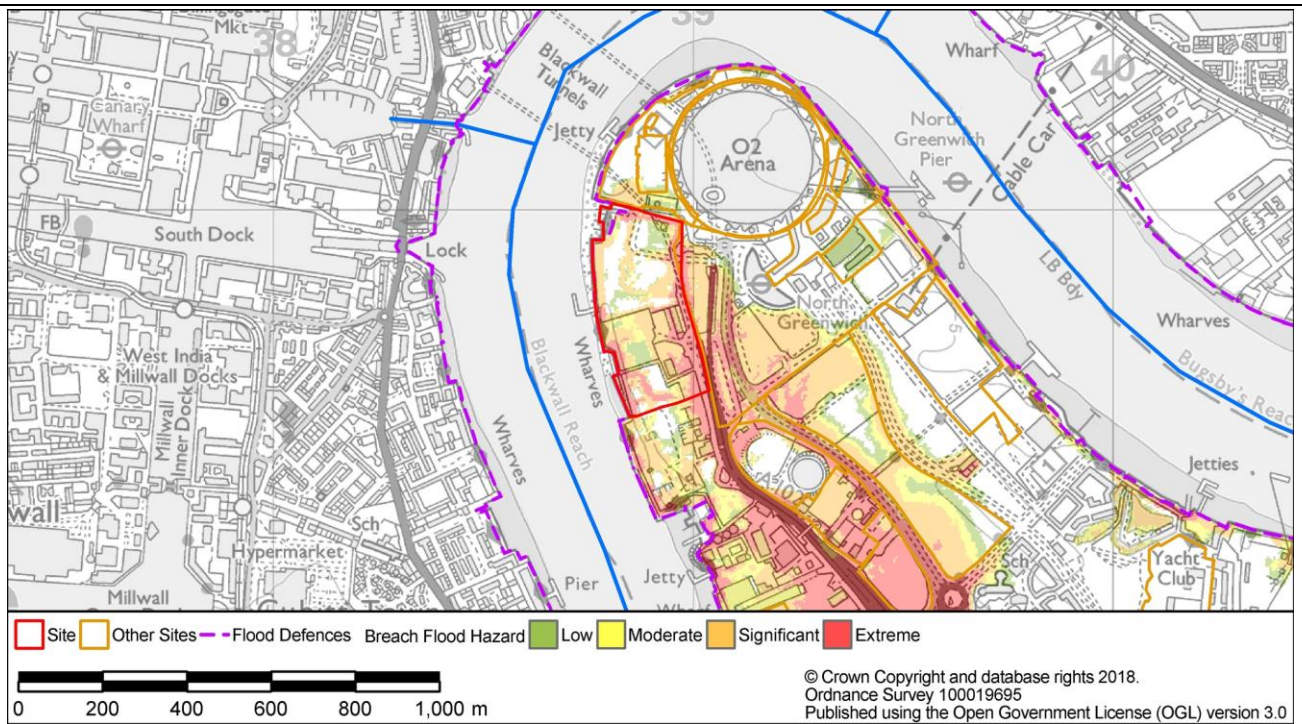 Billingsgate
Mkt
38
39
40
Blackwall
Tunnels
Wharf
Canary
Wharf
Jetty
O2
Arena
North
Greenwich
Pier
Cable Car
FB
South Dock
Lock
LB Bdy
North
Greenwich
Wharves
West India
& Millwall Docks
Wharves
Blackwall Reach
Bugsby's Reach
5
Millwall
Inner Dock
Wharves
A102
1
Jetties
wall
Sch
Hypermarket
Sch
Yacht
Club
Pier
Jetty
Millwall
Site Other Sites Flood Defences Breach Flood Hazard Low Moderate Significant Extreme
0 200 400 600 800 1,000 m
© Crown Copyright and database rights 2018.
Ordnance Survey 100019695
Published using the Open Government License (OGL) version 3.0